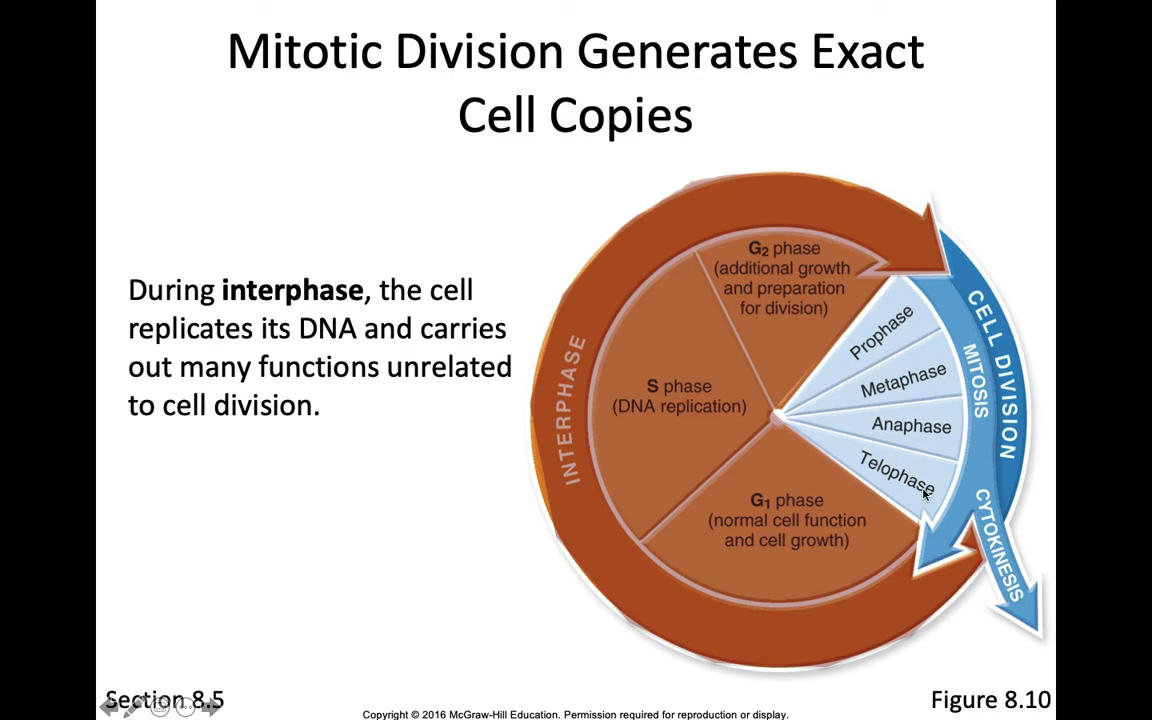 Mitotic Division Generates Exact
Cell Copies
During interphase, the cell
replicates its DNA and carries
out many functions unrelated
to cell division.
INTERPHASE
G2 phase
(additional growth
and preparation
for division)
S phase
(DNA replication)
G1 phase
(normal cell function
and cell growth)
Prophase
Metaphase
Anaphase
Telophase
MITOSIS
CELL DIVISION
CYTOKINESIS
Section 8.5
Copyright © 2016 McGraw-Hill Education. Permission required for reproduction or display.
Figure 8.10